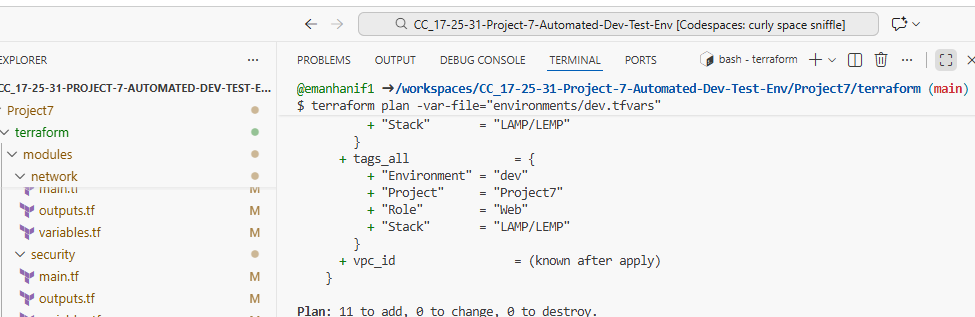 CC_17-25-31-Project-7-Automated-Dev-Test-Env [Codespaces: curly space sniffle]
EXPLORER
CC_17-25-31-PROJECT-7-AUTOMATED-DEV-TEST-E...
Project7
terraform
modules
network
main.tf
outputs.tf M
variables.tf M
security
main.tf M
outputs.tf M
PROBLEMS OUTPUT DEBUG CONSOLE TERMINAL PORTS bash - terraform
@emanhanif1 ➜/workspaces/CC_17-25-31-Project-7-Automated-Dev-Test-Env/Project7/terraform (main)
$ terraform plan -var-file="environments/dev.tfvars"
+ "Stack" = "LAMP/LEMP"
}
+ tags_all = {
+ "Environment" = "dev"
+ "Project" = "Project7"
+ "Role" = "Web"
+ "Stack" = "LAMP/LEMP"
}
+ vpc_id = (known after apply)
}
Plan: 11 to add, 0 to change, 0 to destroy.